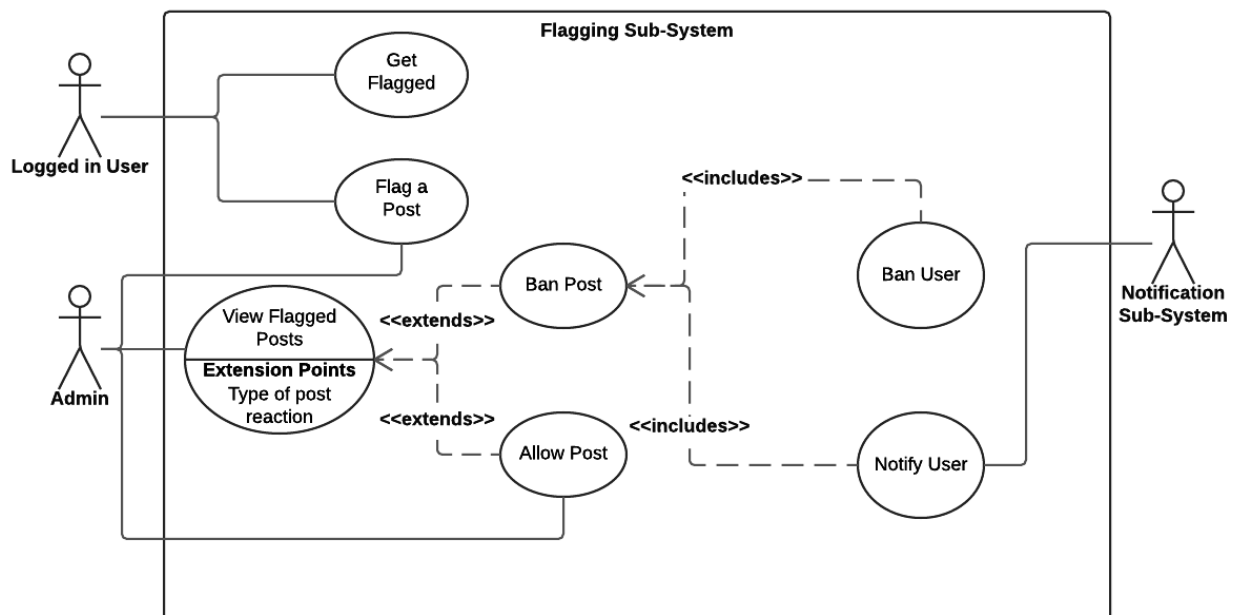 Flagging Sub-System
Get
Flagged
Logged in User
Flag a
Post
<<includes>>
Ban Post
Ban User
Notification
Sub-System
View Flagged
Posts
<<extends>>
Extension Points
Type of post
reaction
Admin
<<extends>>
<<includes>>
Allow Post
Notify User